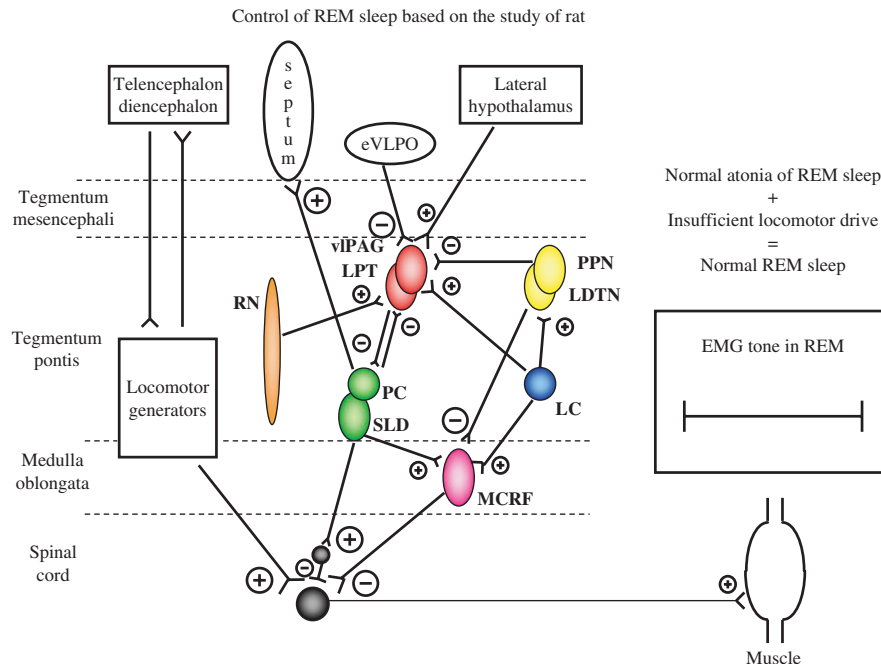 Control of REM sleep based on the study of rat
Telencephalon
diencephalon
septum
eVLPO
Lateral
hypothalamus
Tegmentum
mesencephali
+
−
+
−
vlPAG
LPT
PPN
LDTN
RN
+
−
+
+
−
Tegmentum
pontis
Locomotor
generators
PC
SLD
LC
−
+
+
MCRF
Medulla
oblongata
Spinal
cord
+
−
+
−
Normal atonia of REM sleep
+
Insufficient locomotor drive
=
Normal REM sleep
EMG tone in REM
+
Muscle